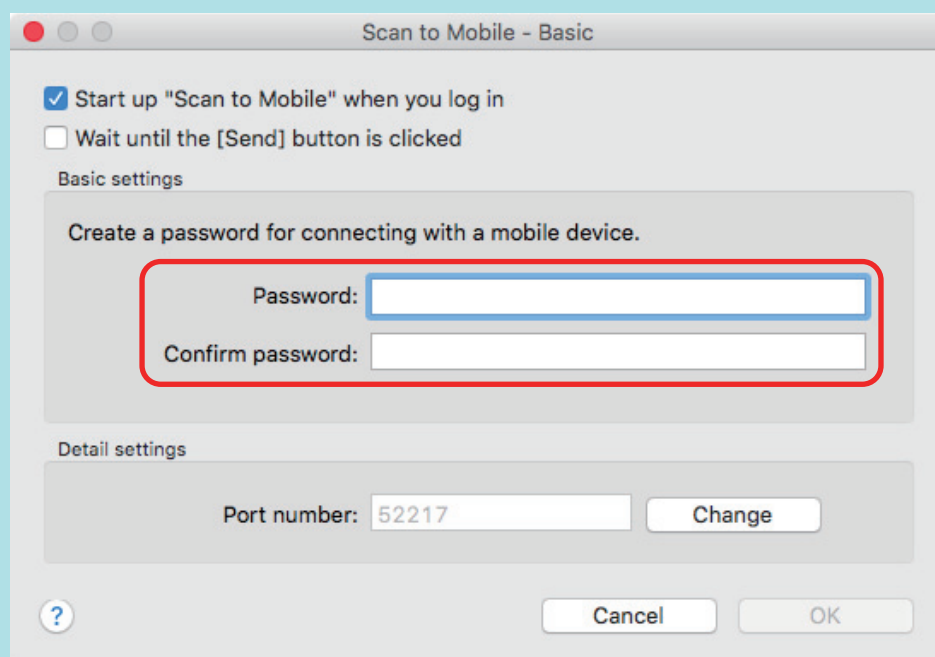 Scan to Mobile - Basic
Start up "Scan to Mobile" when you log in
Wait until the [Send] button is clicked
Basic settings
Create a password for connecting with a mobile device.
Password:
Confirm password:
Detail settings
Port number: 52217 Change
? Cancel OK